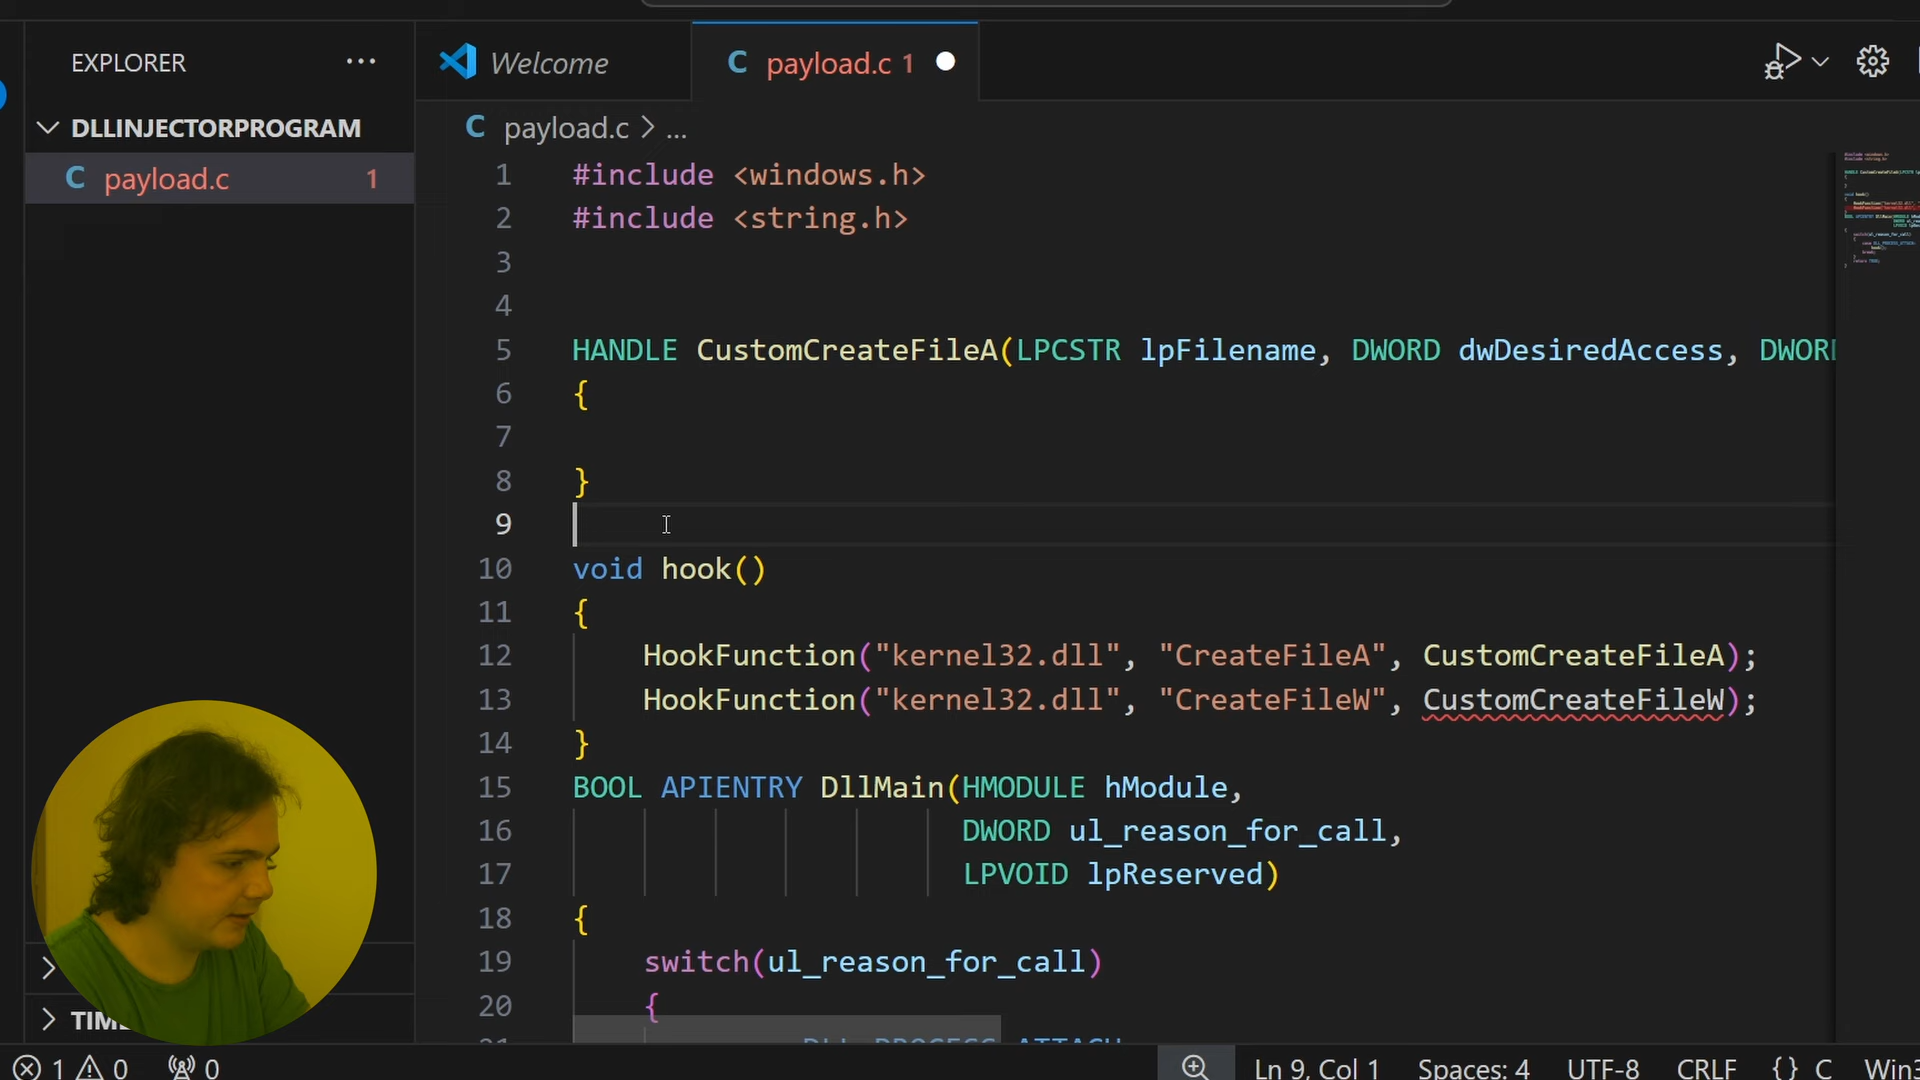 EXPLORER ...
Welcome
payload.c 1
DLLINJECTORPROGRAM
payload.c 1
payload.c > ...
1 #include <windows.h>
2 #include <string.h>
3
4
5 HANDLE CustomCreateFileA(LPCSTR lpFilename, DWORD dwDesiredAccess, DWORD
6 {
7
8 }
9
10 void hook()
11 {
12 HookFunction("kernel32.dll", "CreateFileA", CustomCreateFileA);
13 HookFunction("kernel32.dll", "CreateFileW", CustomCreateFileW);
14 }
15 BOOL APIENTRY DllMain(HMODULE hModule,
16 DWORD ul_reason_for_call,
17 LPVOID lpReserved)
18 {
19 switch(ul_reason_for_call)
20 {
21 DLL_PROCESS_ATTACH
1 0 0
Ln 9, Col 1 Spaces: 4 UTF-8 CRLF {} C